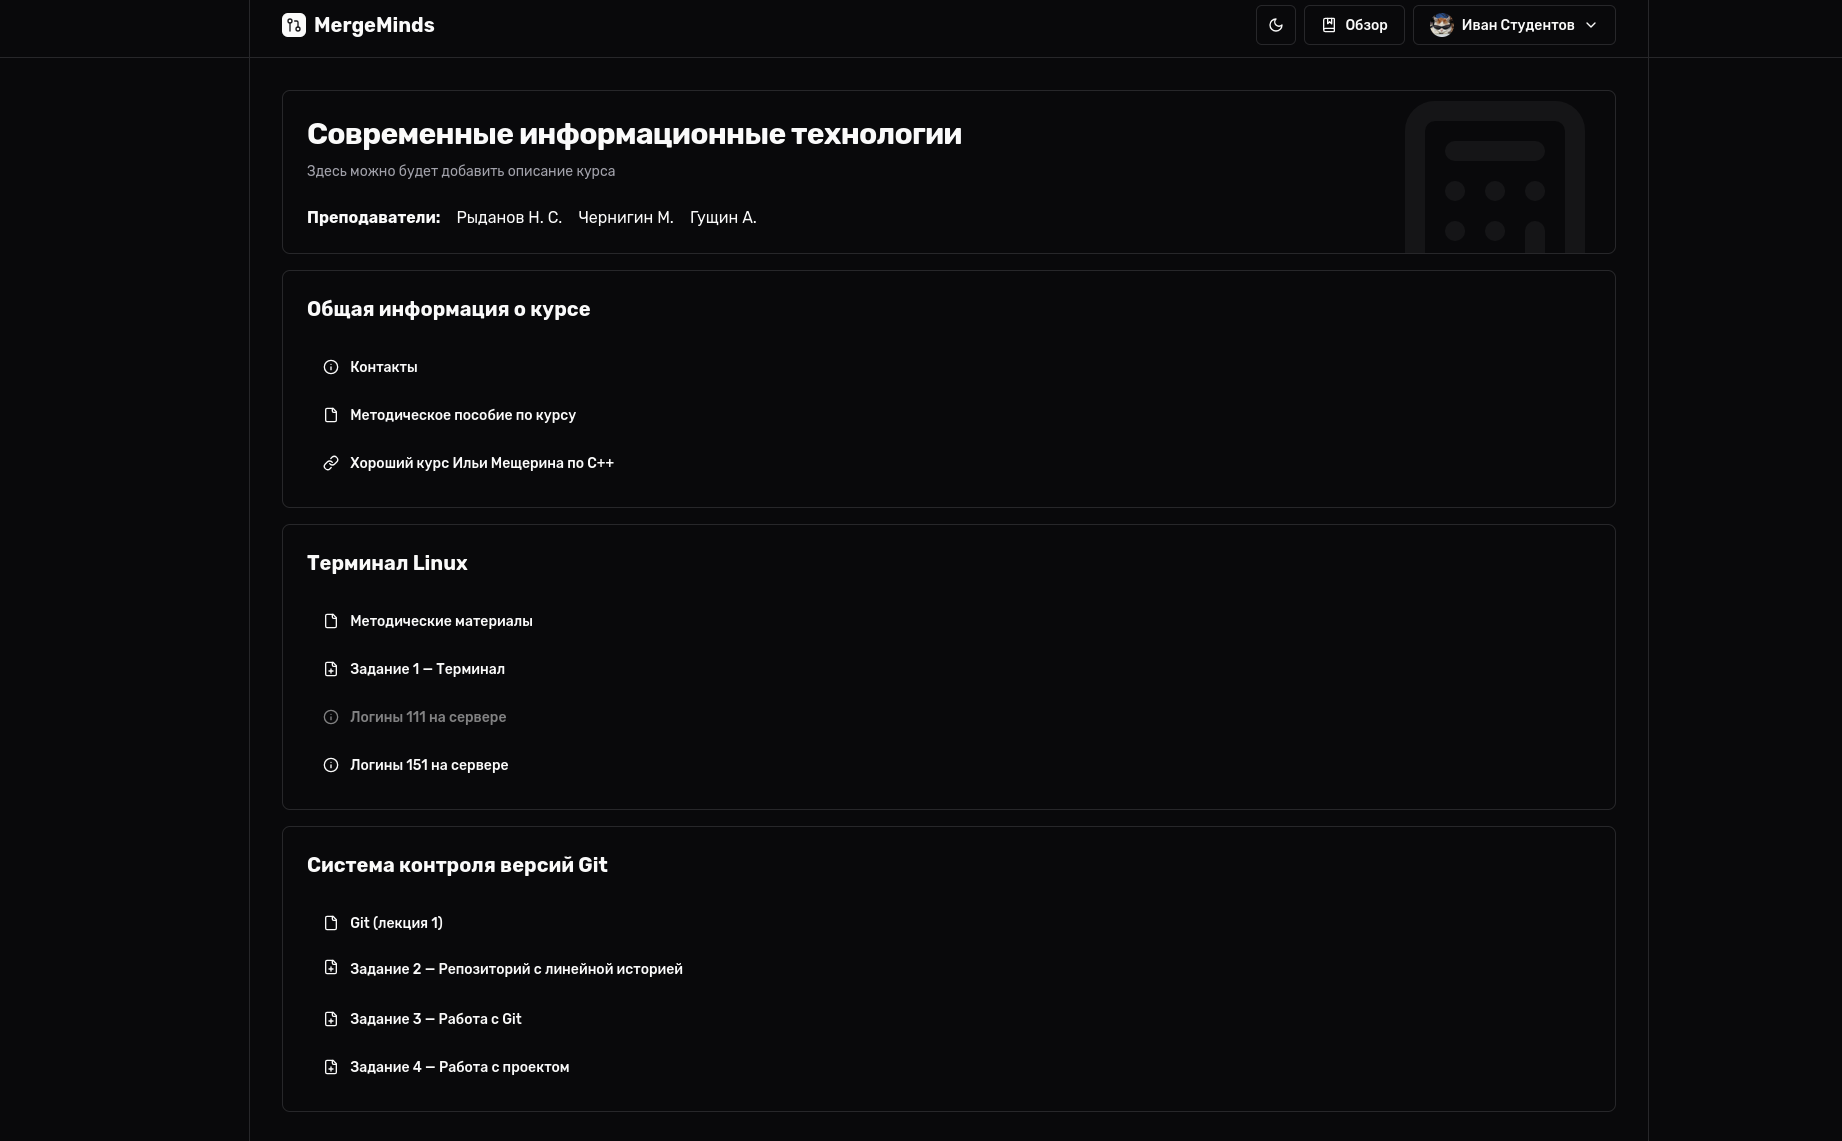 MergeMinds
Обзор
Иван Студентов
Современные информационные технологии
Здесь можно будет добавить описание курса
Преподаватели: Рыданов Н. С. Чернигин М. Гущин А.
Общая информация о курсе
Контакты
Методическое пособие по курсу
Хороший курс Ильи Мещерина по C++
Терминал Linux
Методические материалы
Задание 1 — Терминал
Логины 111 на сервере
Логины 151 на сервере
Система контроля версий Git
Git (лекция 1)
Задание 2 — Репозиторий с линейной историей
Задание 3 — Работа с Git
Задание 4 — Работа с проектом